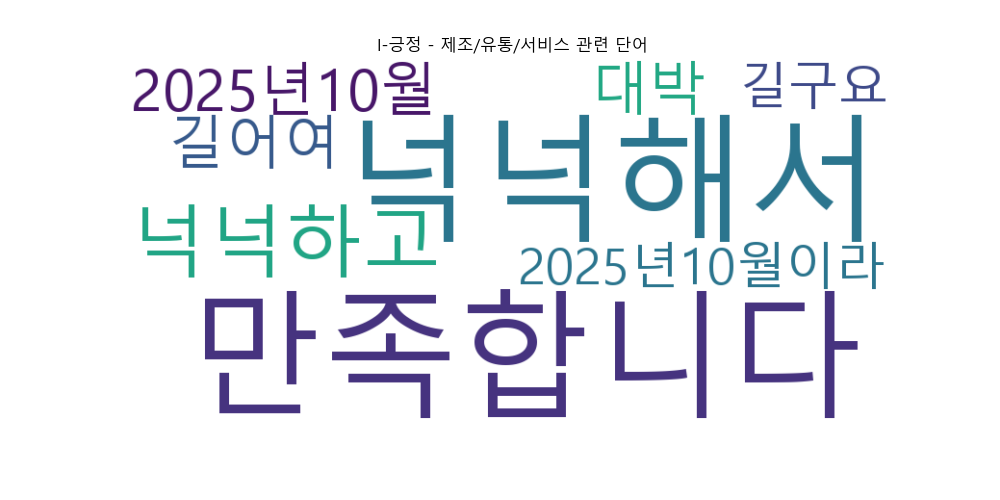 I-긍정 - 제조/유통/서비스 관련 단어
2025년10월 대박 길구요
길어여 넉넉해서
넉넉하고 2025년10월이라
만족합니다